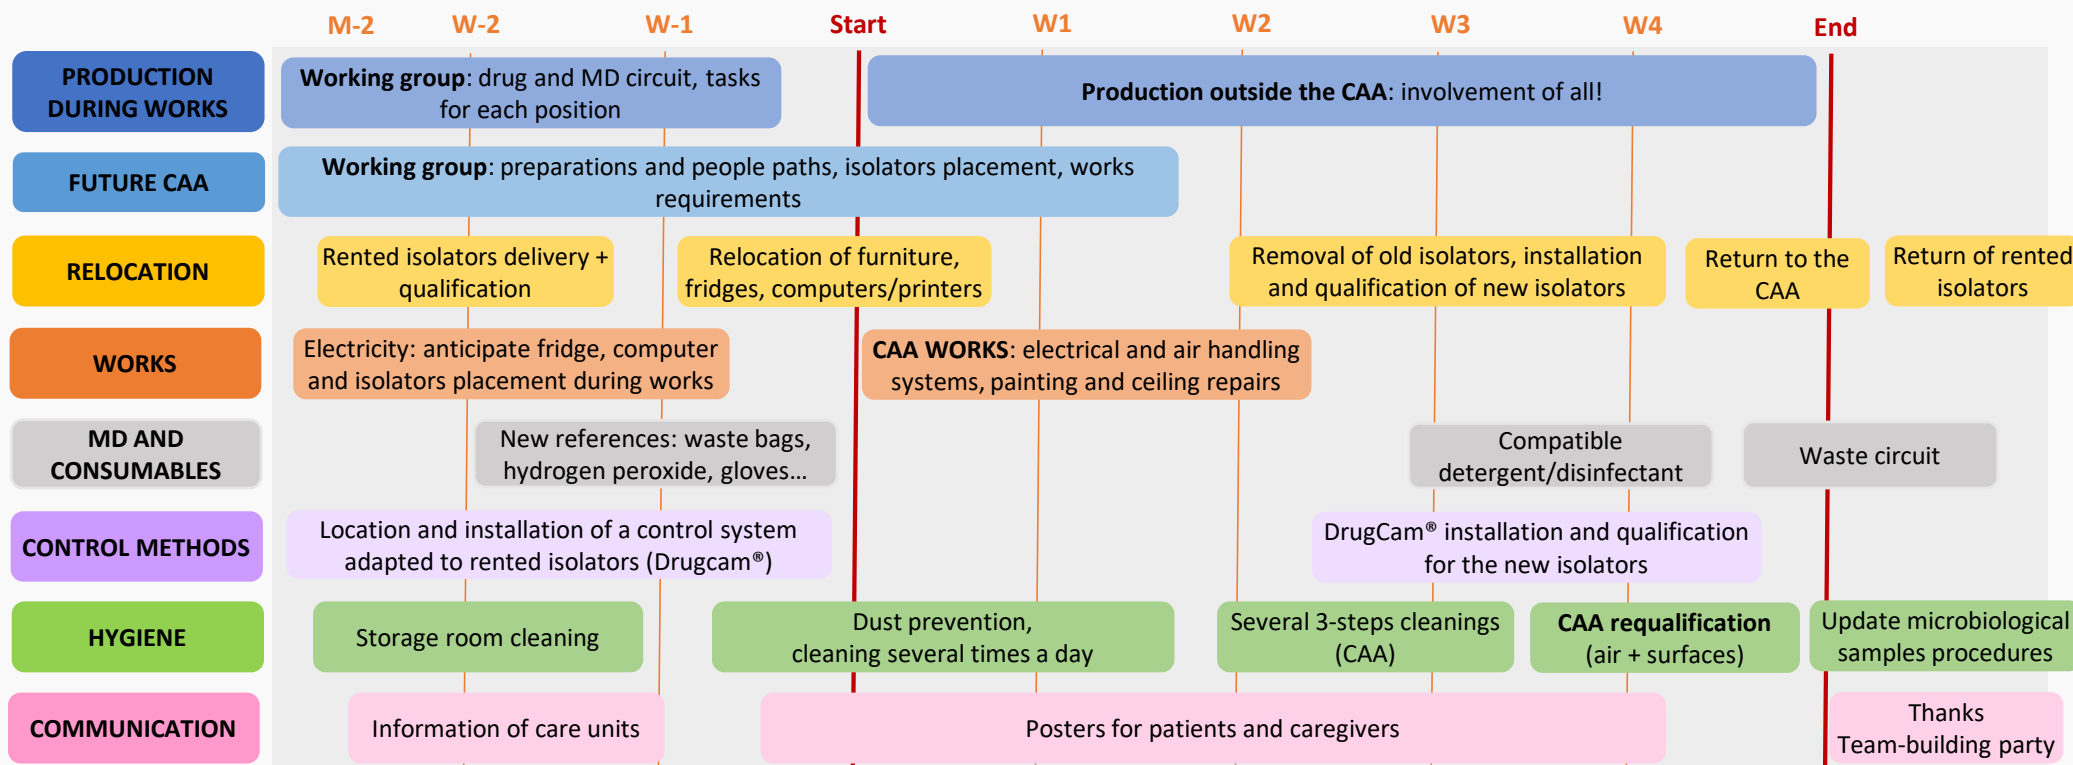 M-2 W-2 W-1 Start W1 W2 W3 W4 End
PRODUCTION
DURING WORKS
Working group: drug and MD circuit, tasks
for each position
Production outside the CAA: involvement of all!
FUTURE CAA
Working group: preparations and people paths, isolators placement, works
requirements
RELOCATION
Rented isolators delivery +
qualification
Relocation of furniture,
fridges, computers/printers
Removal of old isolators, installation
and qualification of new isolators
Return to the
CAA
Return of rented
isolators
WORKS
Electricity: anticipate fridge, computer
and isolators placement during works
CAA WORKS: electrical and air handling
systems, painting and ceiling repairs
MD AND
CONSUMABLES
New references: waste bags,
hydrogen peroxide, gloves…
Compatible
detergent/disinfectant
Waste circuit
CONTROL METHODS
Location and installation of a control system
adapted to rented isolators (Drugcam®)
DrugCam® installation and qualification
for the new isolators
HYGIENE
Storage room cleaning
Dust prevention,
cleaning several times a day
Several 3-steps cleanings
(CAA)
CAA requalification
(air + surfaces)
Update microbiological
samples procedures
COMMUNICATION
Information of care units
Posters for patients and caregivers
Thanks
Team-building party